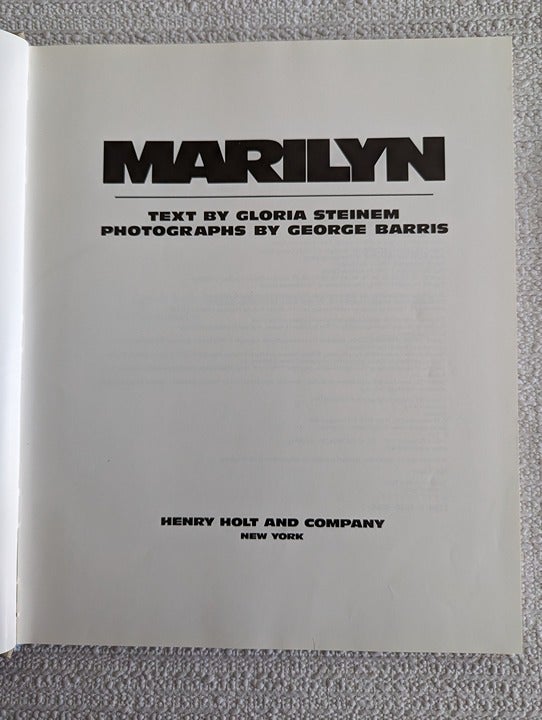 MARILYN
TEXT BY GLORIA STEINEM
PHOTOGRAPHS BY GEORGE BARRIS
HENRY HOLT AND COMPANY
NEW YORK